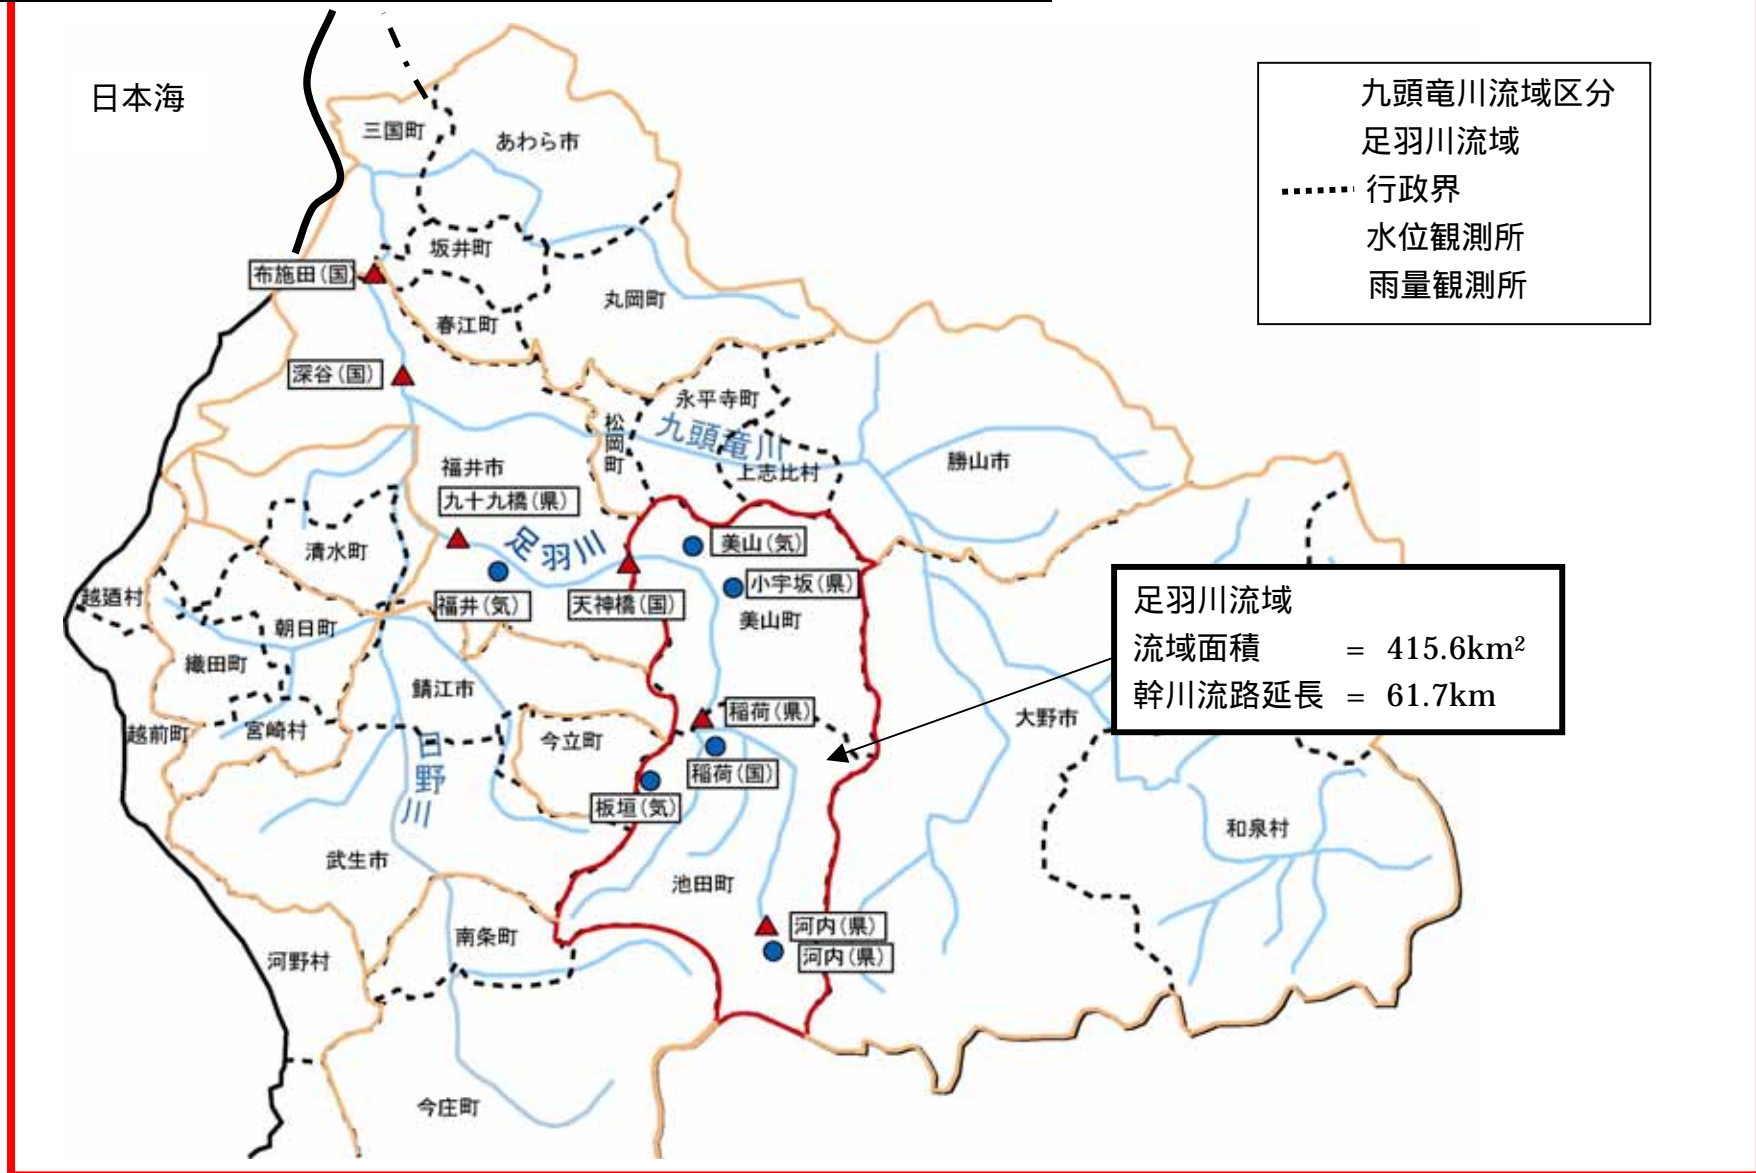 日本海
三国町
あわら市
坂井町
布施田(国)
丸岡町
春江町
深谷(国)
永平寺町
松岡町
九頭竜川
上志比村
勝山市
福井市
九十九橋(県)
足羽川
清水町
美山(気)
小宇坂(県)
福井(気)
天神橋(国)
美山町
越廼村
朝日町
織田町
鯖江市
越前町
宮崎村
日野川
今立町
稲荷(県)
稲荷(国)
板垣(気)
大野市
和泉村
武生市
池田町
南条町
河内(県)
河内(県)
河野村
今庄町
九頭竜川流域区分
足羽川流域
行政界
水位観測所
雨量観測所
足羽川流域
流域面積 = 415.6km²
幹川流路延長 = 61.7km